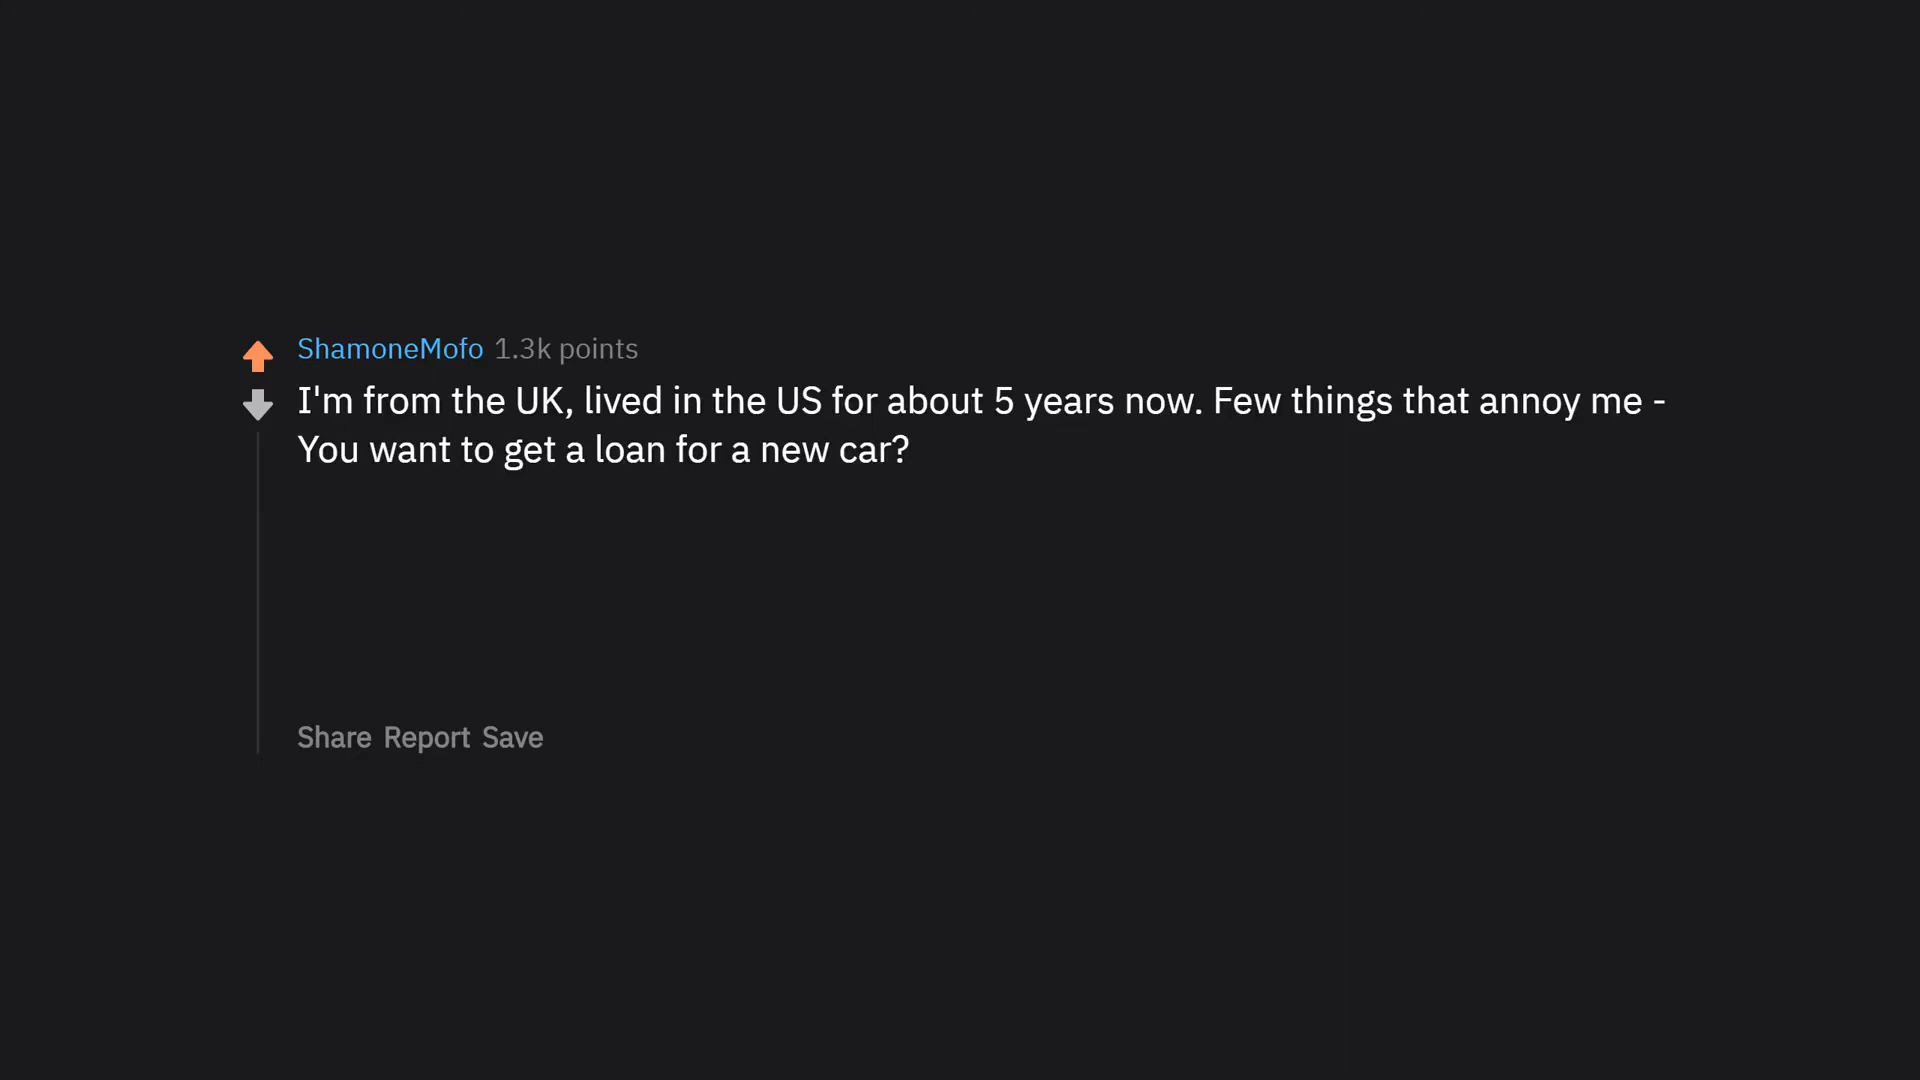 ShamoneMofo 1.3k points
I'm from the UK, lived in the US for about 5 years now. Few things that annoy me -
You want to get a loan for a new car?
Share Report Save